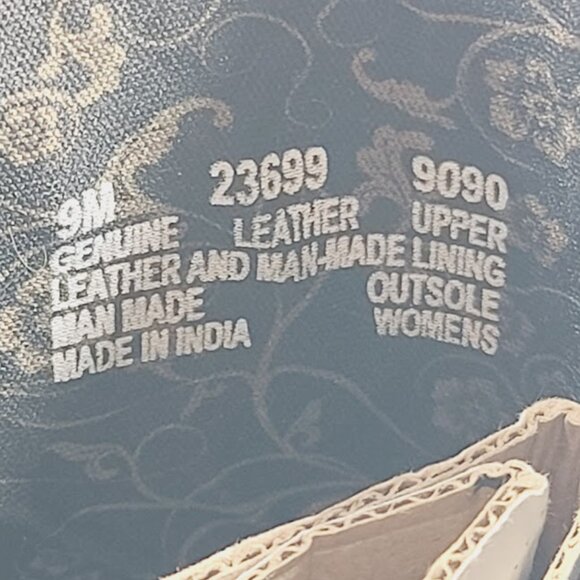 9M 23699 9090
GENUINE LEATHER UPPER
LEATHER AND MAN-MADE LINING
MAN MADE OUTSOLE
MADE IN INDIA WOMENS